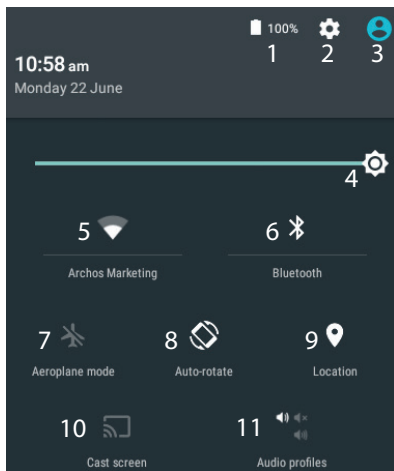 100%
1 2 3
10:58 am
Monday 22 June
4
5 6
Archos Marketing Bluetooth
7 8 9
Aeroplane mode Auto-rotate Location
10 11
Cast screen Audio profiles